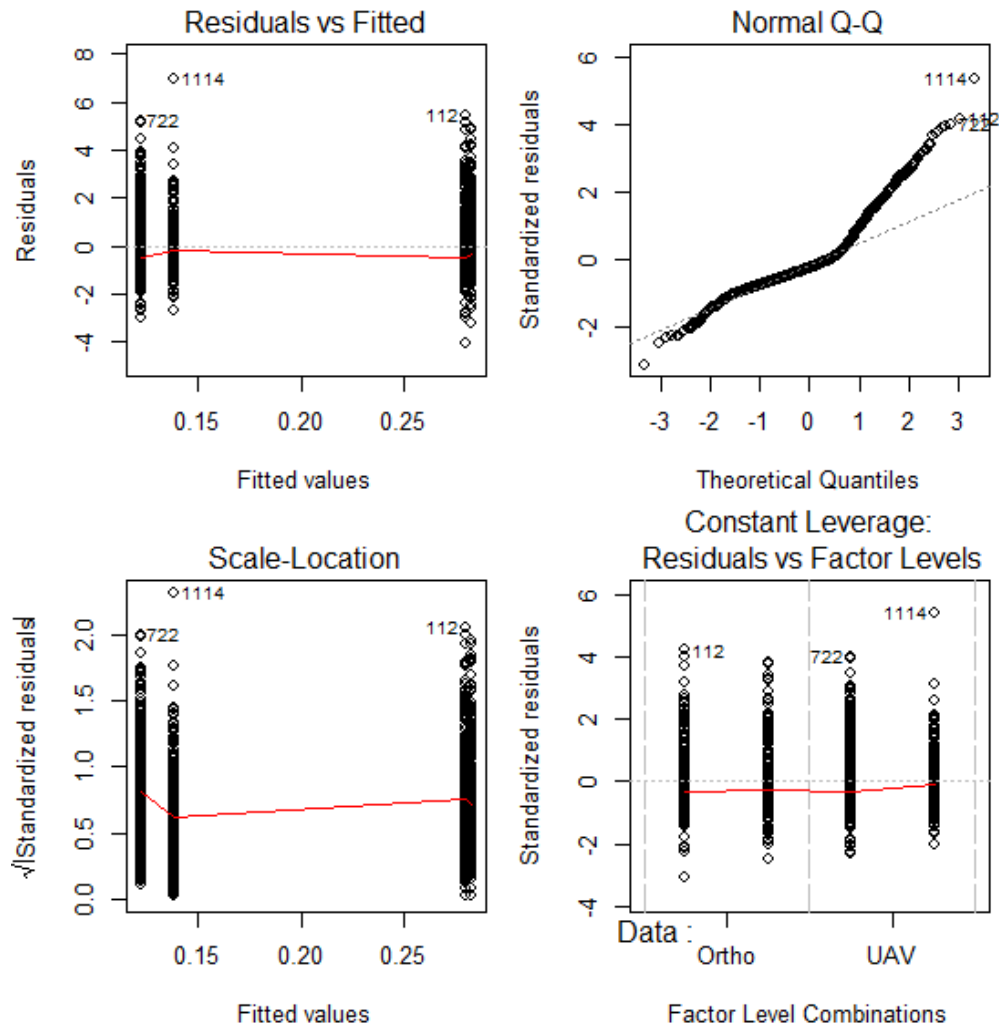 Residuals vs Fitted
Residuals
8
6
4
2
0
-2
-4
1114
722
112
0.15 0.20 0.25
Fitted values
Normal Q-Q
Standardized residuals
6
4
2
0
-2
1114
112
722
-3 -2 -1 0 1 2 3
Theoretical Quantiles
Scale-Location
√|Standardized residuals|
2.0
1.5
1.0
0.5
0.0
1114
722
112
0.15 0.20 0.25
Fitted values
Constant Leverage:
Residuals vs Factor Levels
Standardized residuals
6
4
2
0
-2
-4
1114
112
722
Data :
Ortho UAV
Factor Level Combinations